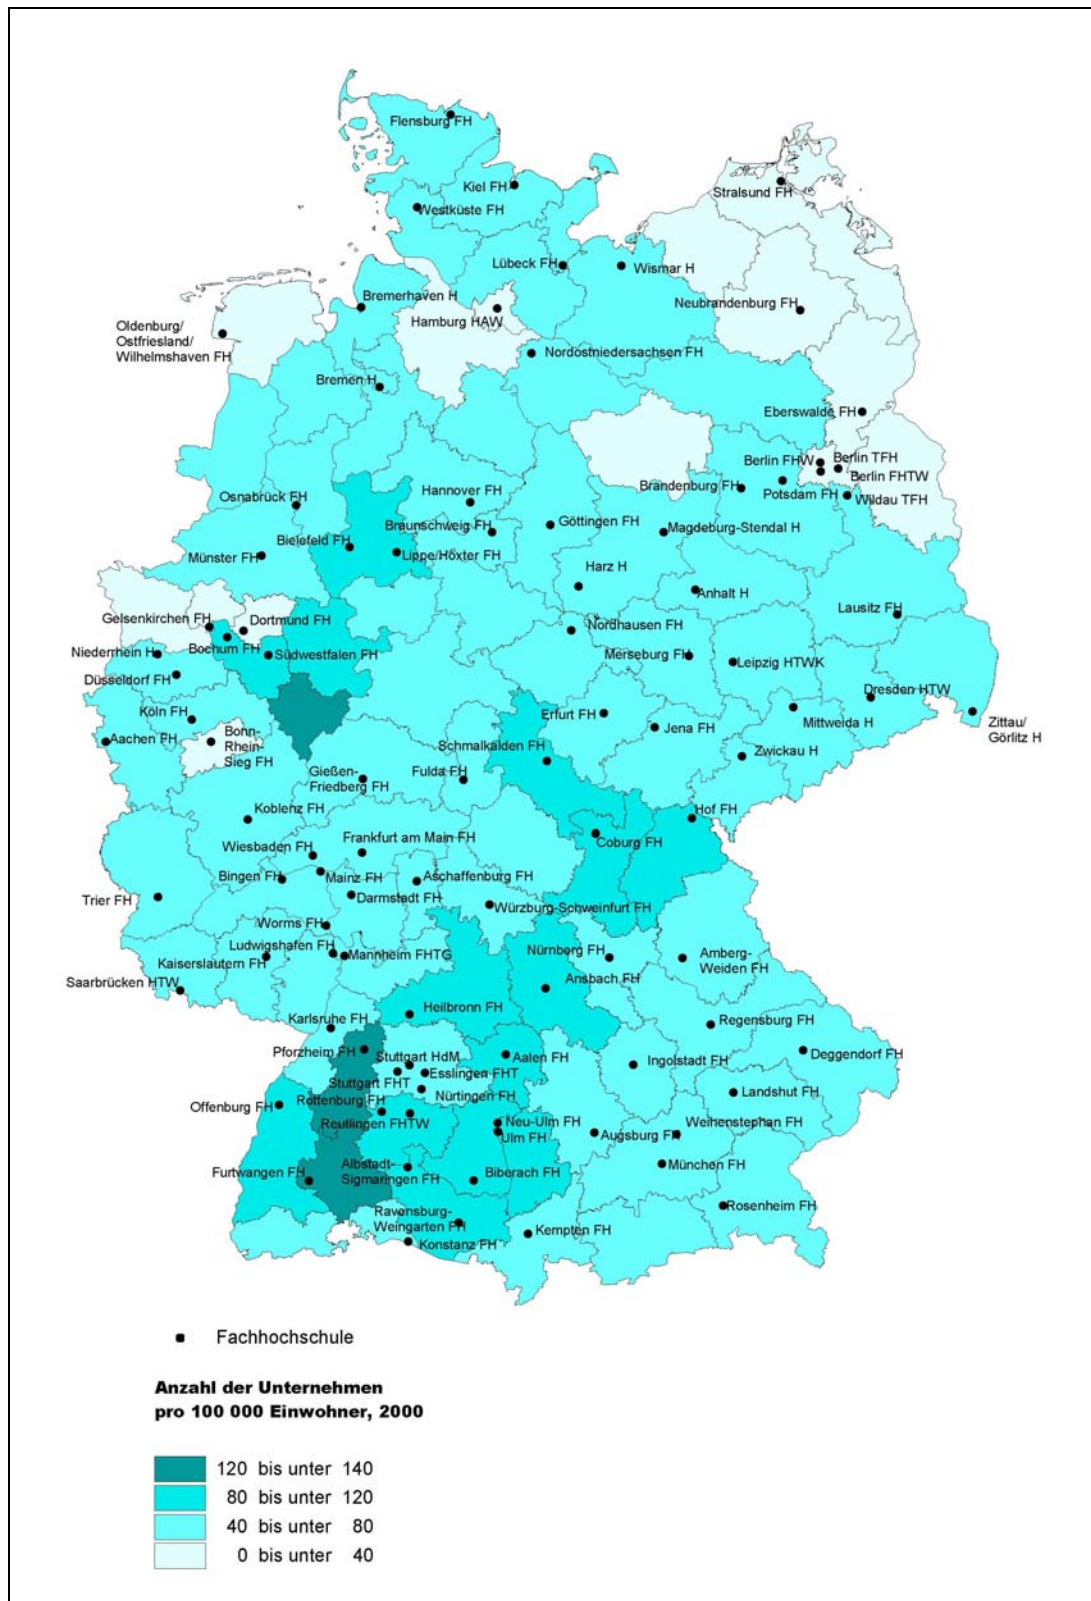 Flensburg FH
Kiel FH
Stralsund FH
Westküste FH
Lübeck FH
Wismar H
Bremerhaven H
Neubrandenburg FH
Hamburg HAW
Oldenburg/
Ostfriesland/
Wilhelmshaven FH
Nordostniedersachsen FH
Bremen H
Eberswalde FH
Berlin FHW
Berlin TFH
Berlin FHTW
Brandenburg FH
Potsdam FH
Wildau TFH
Osnabrück FH
Hannover FH
Braunschweig FH
Göttingen FH
Magdeburg-Stendal H
Bielefeld FH
Münster FH
Lippe/Höxter FH
Harz H
Anhalt H
Lausitz FH
Gelsenkirchen FH
Dortmund FH
Nordhausen FH
Bochum FH
Niederrhein H
Südwestfalen FH
Merseburg FH
Leipzig HTWK
Düsseldorf FH
Dresden HTW
Köln FH
Erfurt FH
Mittweida H
Zittau/
Görlitz H
Aachen FH
Bonn-
Rhein-
Sieg FH
Jena FH
Schmalkalden FH
Zwickau H
Gießen-
Friedberg FH
Fulda FH
Koblenz FH
Hof FH
Frankfurt am Main FH
Coburg FH
Wiesbaden FH
Bingen FH
Mainz FH
Aschaffenburg FH
Trier FH
Darmstadt FH
Würzburg-Schweinfurt FH
Worms FH
Ludwigshafen FH
Nürnberg FH
Kaiserslautern FH
Mannheim FHTG
Amberg-
Weiden FH
Saarbrücken HTW
Ansbach FH
Heilbronn FH
Karlsruhe FH
Regensburg FH
Pforzheim FH
Stuttgart HdM
Aalen FH
Ingolstadt FH
Deggendorf FH
Stuttgart FHT
Esslingen FHT
Rottenburg FH
Nürtingen FH
Landshut FH
Offenburg FH
Reutlingen FHTW
Neu-Ulm FH
Ulm FH
Augsburg FH
Weihenstephan FH
Furtwangen FH
Albstadt-
Sigmaringen FH
Biberach FH
München FH
Ravensburg-
Weingarten FH
Rosenheim FH
Konstanz FH
Kempten FH
Fachhochschule
Anzahl der Unternehmen
pro 100 000 Einwohner, 2000
120 bis unter 140
80 bis unter 120
40 bis unter 80
0 bis unter 40